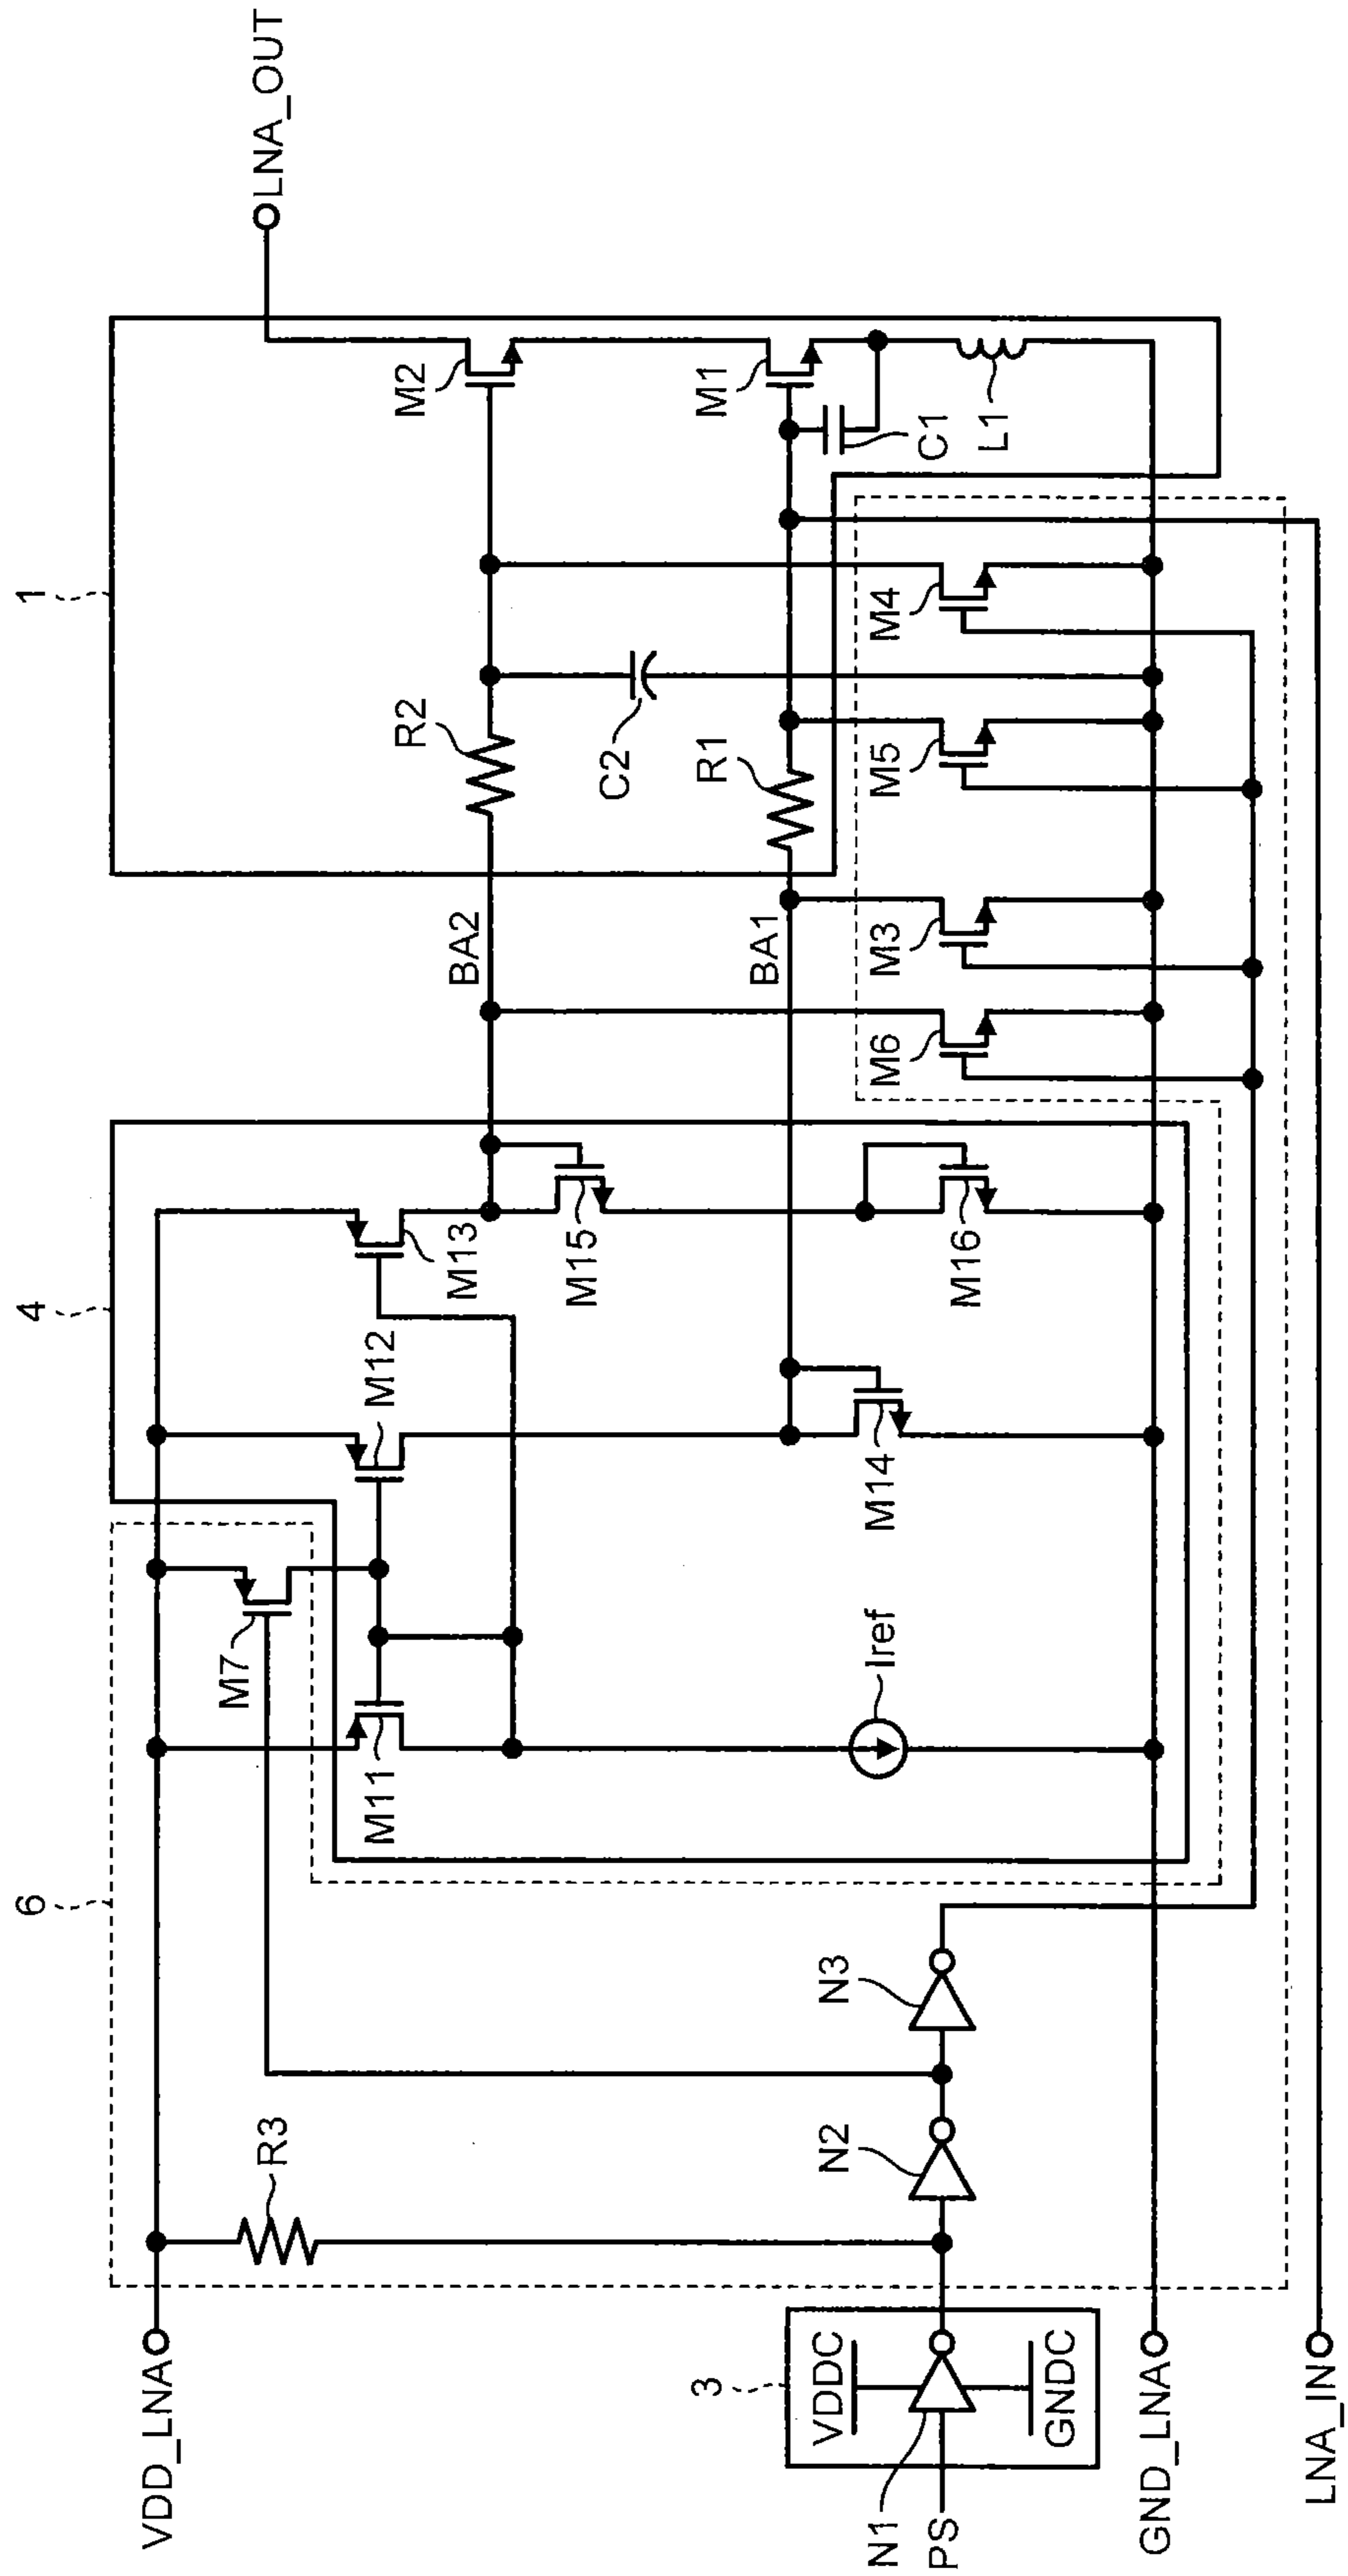 1
4
6
3
LNA_OUT
M2
M1
C1
L1
R2
C2
R1
M4
M5
M3
M6
BA2
BA1
M13
M12
M15
M16
M14
M7
M11
Iref
N3
N2
R3
VDD_LNA
VDDC
GNDC
N1
PS
GND_LNA
LNA_IN